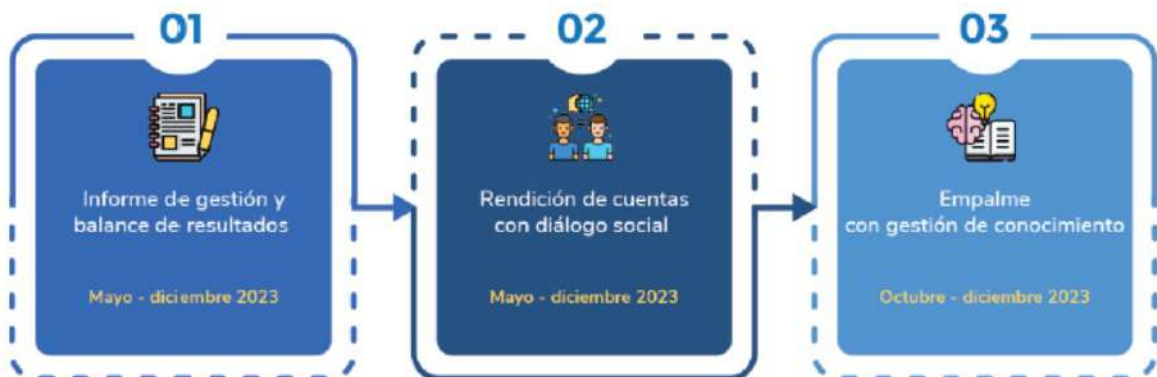 01
Informe de gestión y
balance de resultados
Mayo - diciembre 2023
02
Rendición de cuentas
con diálogo social
Mayo - diciembre 2023
03
Empalme
con gestión de conocimiento
Octubre - diciembre 2023